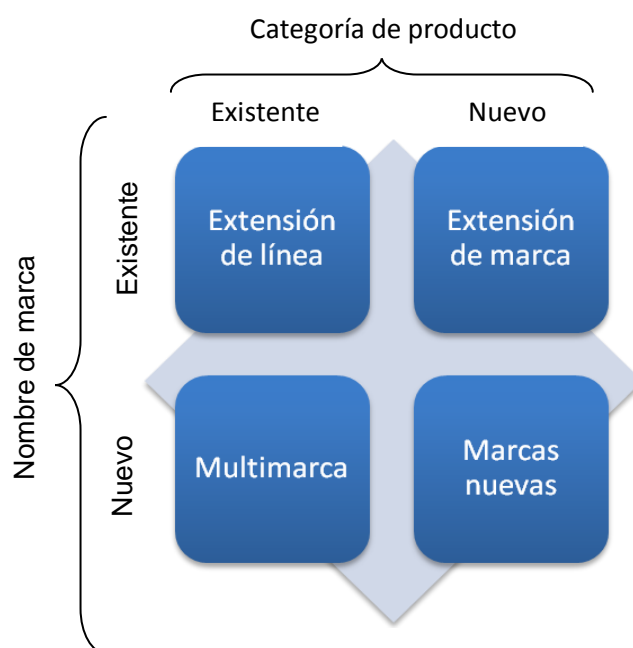 Categoría de producto
Existente
Nuevo
Nombre de marca
Existente
Extensión
de línea
Extensión
de marca
Nuevo
Multimarca
Marcas
nuevas